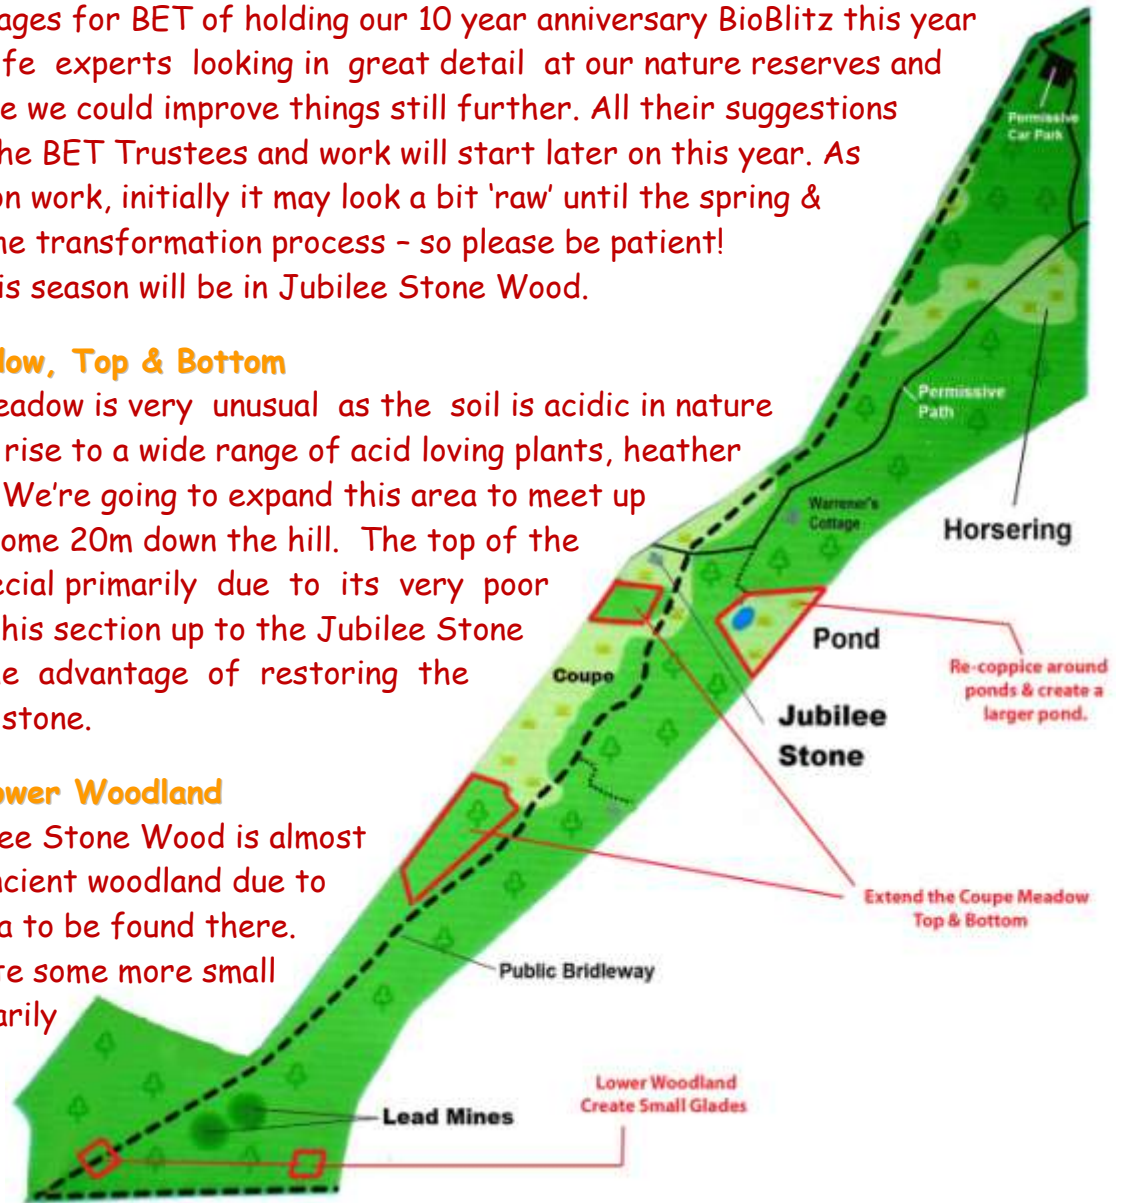 ages for BET of holding our 10 year anniversary BioBlitz this year
fe experts looking in great detail at our nature reserves and
e we could improve things still further. All their suggestions
he BET Trustees and work will start later on this year. As
on work, initially it may look a bit ‘raw’ until the spring &
he transformation process – so please be patient!
is season will be in Jubilee Stone Wood.
low, Top & Bottom
eadow is very unusual as the soil is acidic in nature
rise to a wide range of acid loving plants, heather
We’re going to expand this area to meet up
ome 20m down the hill. The top of the
ecial primarily due to its very poor
his section up to the Jubilee Stone
e advantage of restoring the
stone.
ower Woodland
ee Stone Wood is almost
ncient woodland due to
a to be found there.
te some more small
arily
Permissive
Car Park
Permissive
Path
Warrener's
Cottage
Horsering
Pond
Re-coppice around
ponds & create a
larger pond.
Coupe
Jubilee
Stone
Extend the Coupe Meadow
Top & Bottom
Public Bridleway
Lower Woodland
Create Small Glades
Lead Mines